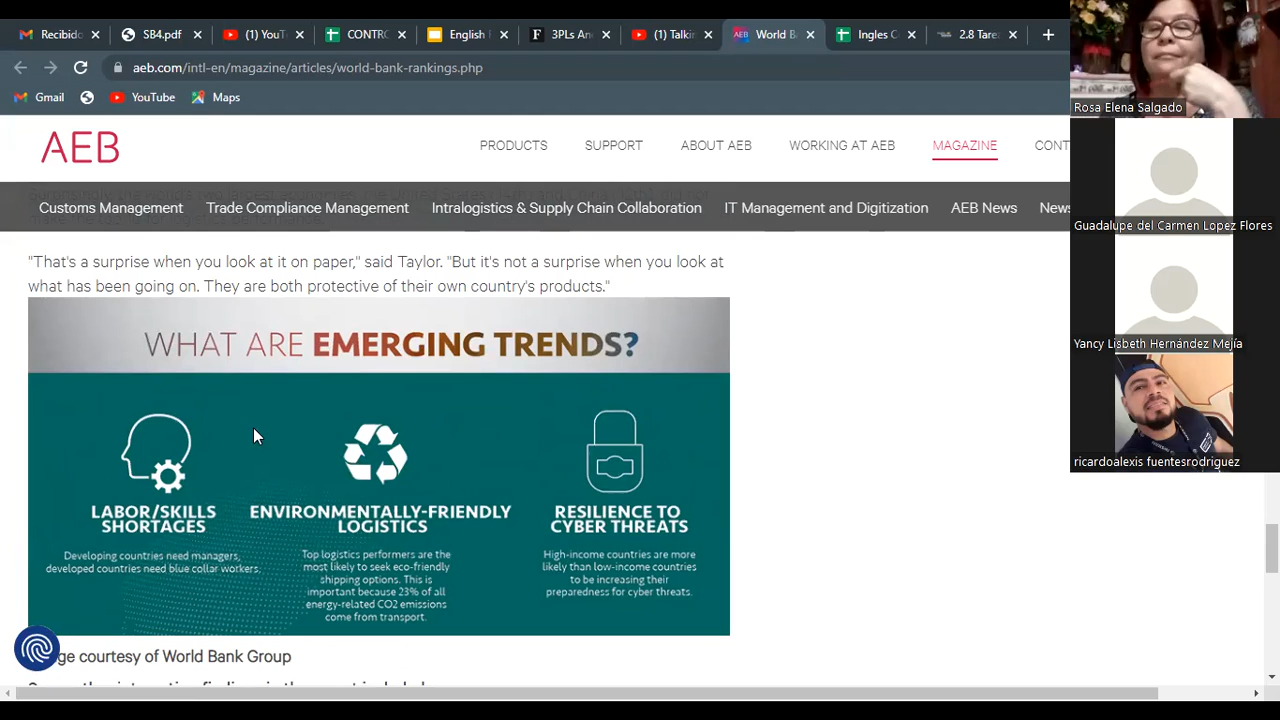 Recibido
SB4.pdf
(1) YouT
CONTRO
English
3PLs An
(1) Talkin
World B
Ingles C
2.8 Tare
aeb.com/intl-en/magazine/articles/world-bank-rankings.php
Gmail
YouTube
Maps
AEB
PRODUCTS
SUPPORT
ABOUT AEB
WORKING AT AEB
MAGAZINE
CONT
Customs Management
Trade Compliance Management
Intralogistics & Supply Chain Collaboration
IT Management and Digitization
AEB News
News
"That's a surprise when you look at it on paper," said Taylor. "But it's not a surprise when you look at
what has been going on. They are both protective of their own country's products."
WHAT ARE EMERGING TRENDS?
LABOR/SKILLS
SHORTAGES
Developing countries need managers,
developed countries need blue collar workers.
ENVIRONMENTALLY-FRIENDLY
LOGISTICS
Top logistics performers are the
most likely to seek eco-friendly
shipping options. This is
important because 23% of all
energy-related CO2 emissions
come from transport.
RESILIENCE TO
CYBER THREATS
High-income countries are more
likely than low-income countries
to be increasing their
preparedness for cyber threats.
ge courtesy of World Bank Group
Rosa Elena Salgado
Guadalupe del Carmen Lopez Flores
Yancy Lisbeth Hernández Mejía
ricardoalexis fuentesrodriguez